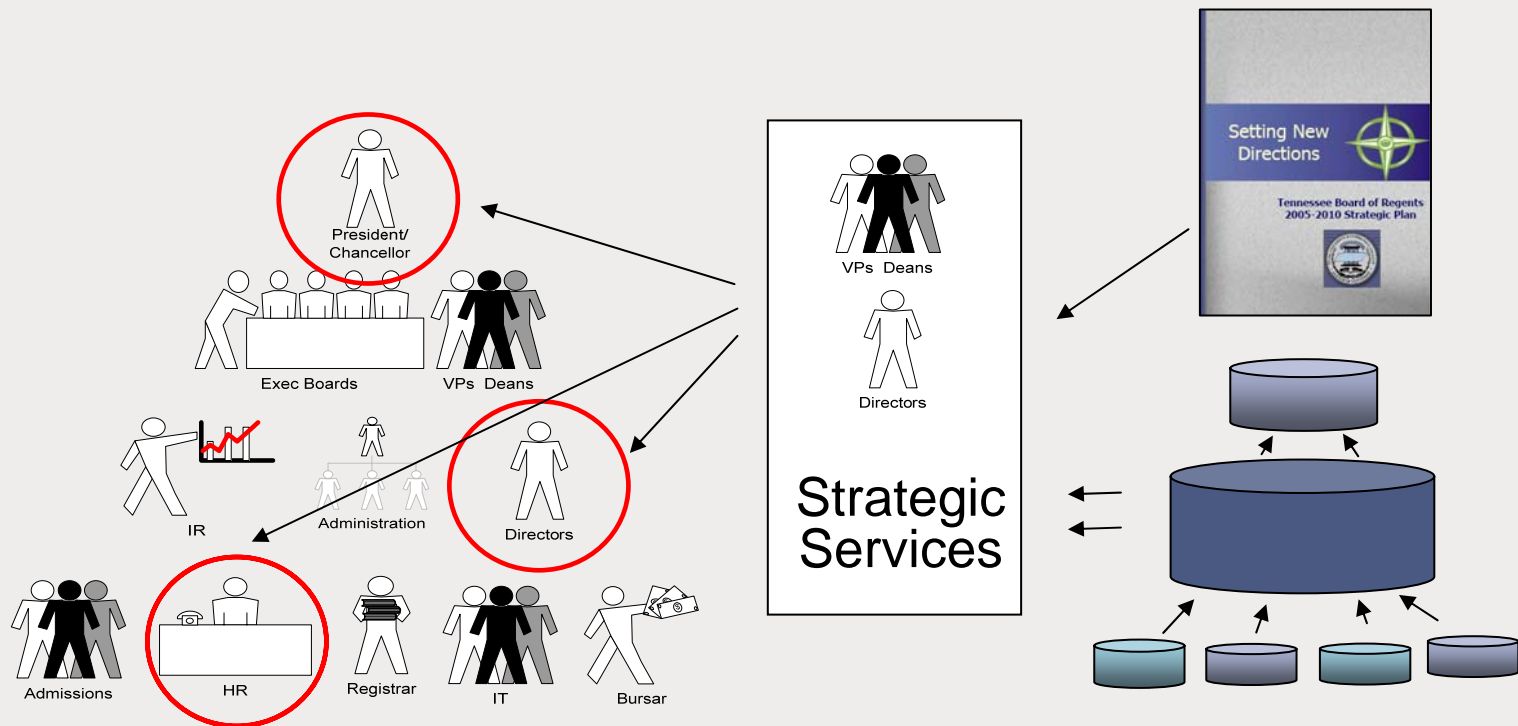 Setting New
Directions
Tennessee Board of Regents
2005-2010 Strategic Plan
President/
Chancellor
Exec Boards
VPs Deans
IR
Administration
Directors
Admissions
HR
Registrar
IT
Bursar
VPs Deans
Directors
Strategic
Services